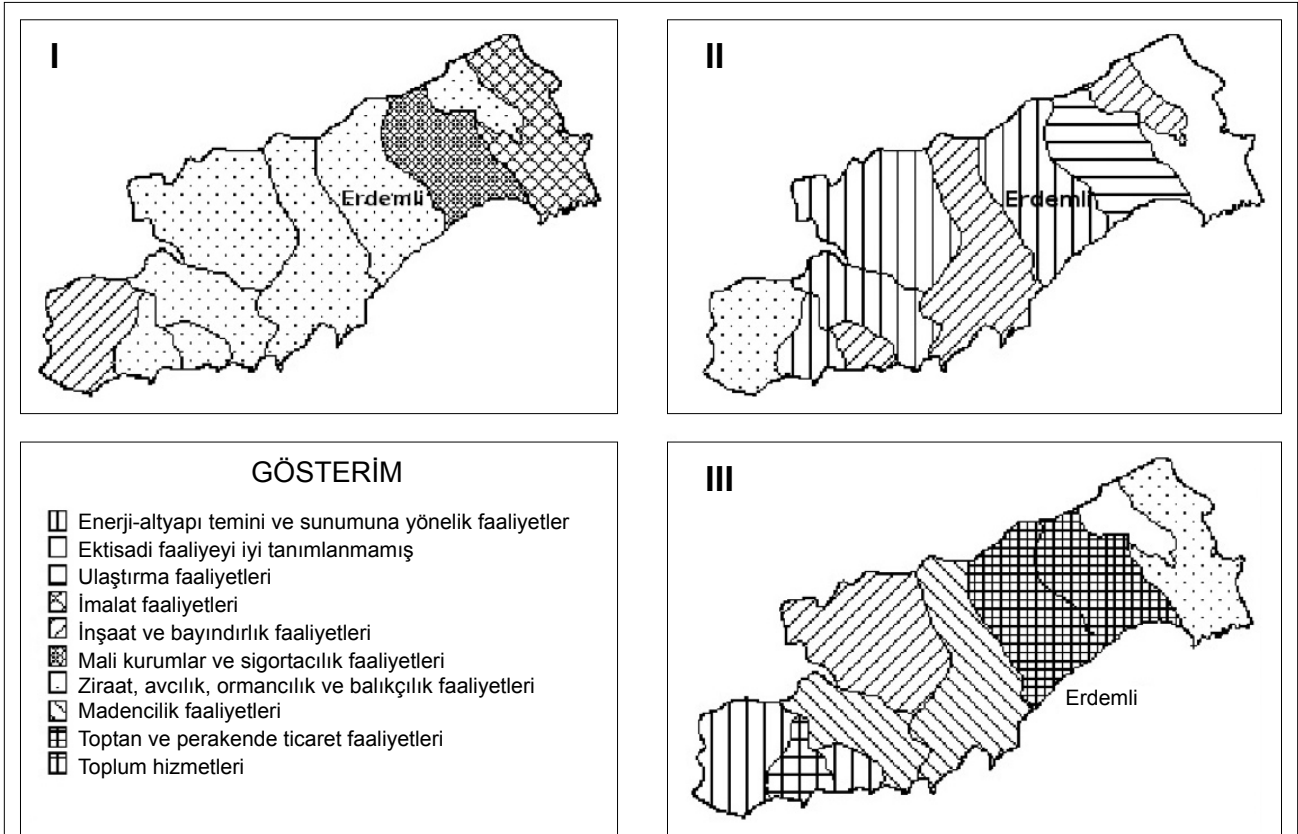 I
Erdemli
II
Erdemli
GÖSTERİM
Enerji-altyapı temini ve sunumuna yönelik faaliyetler
Ektisadi faaliyeyi iyi tanımlanmamış
Ulaştırma faaliyetleri
İmalat faaliyetleri
İnşaat ve bayındırlık faaliyetleri
Mali kurumlar ve sigortacılık faaliyetleri
Ziraat, avcılık, ormancılık ve balıkçılık faaliyetleri
Madencilik faaliyetleri
Toptan ve perakende ticaret faaliyetleri
Toplum hizmetleri
III
Erdemli